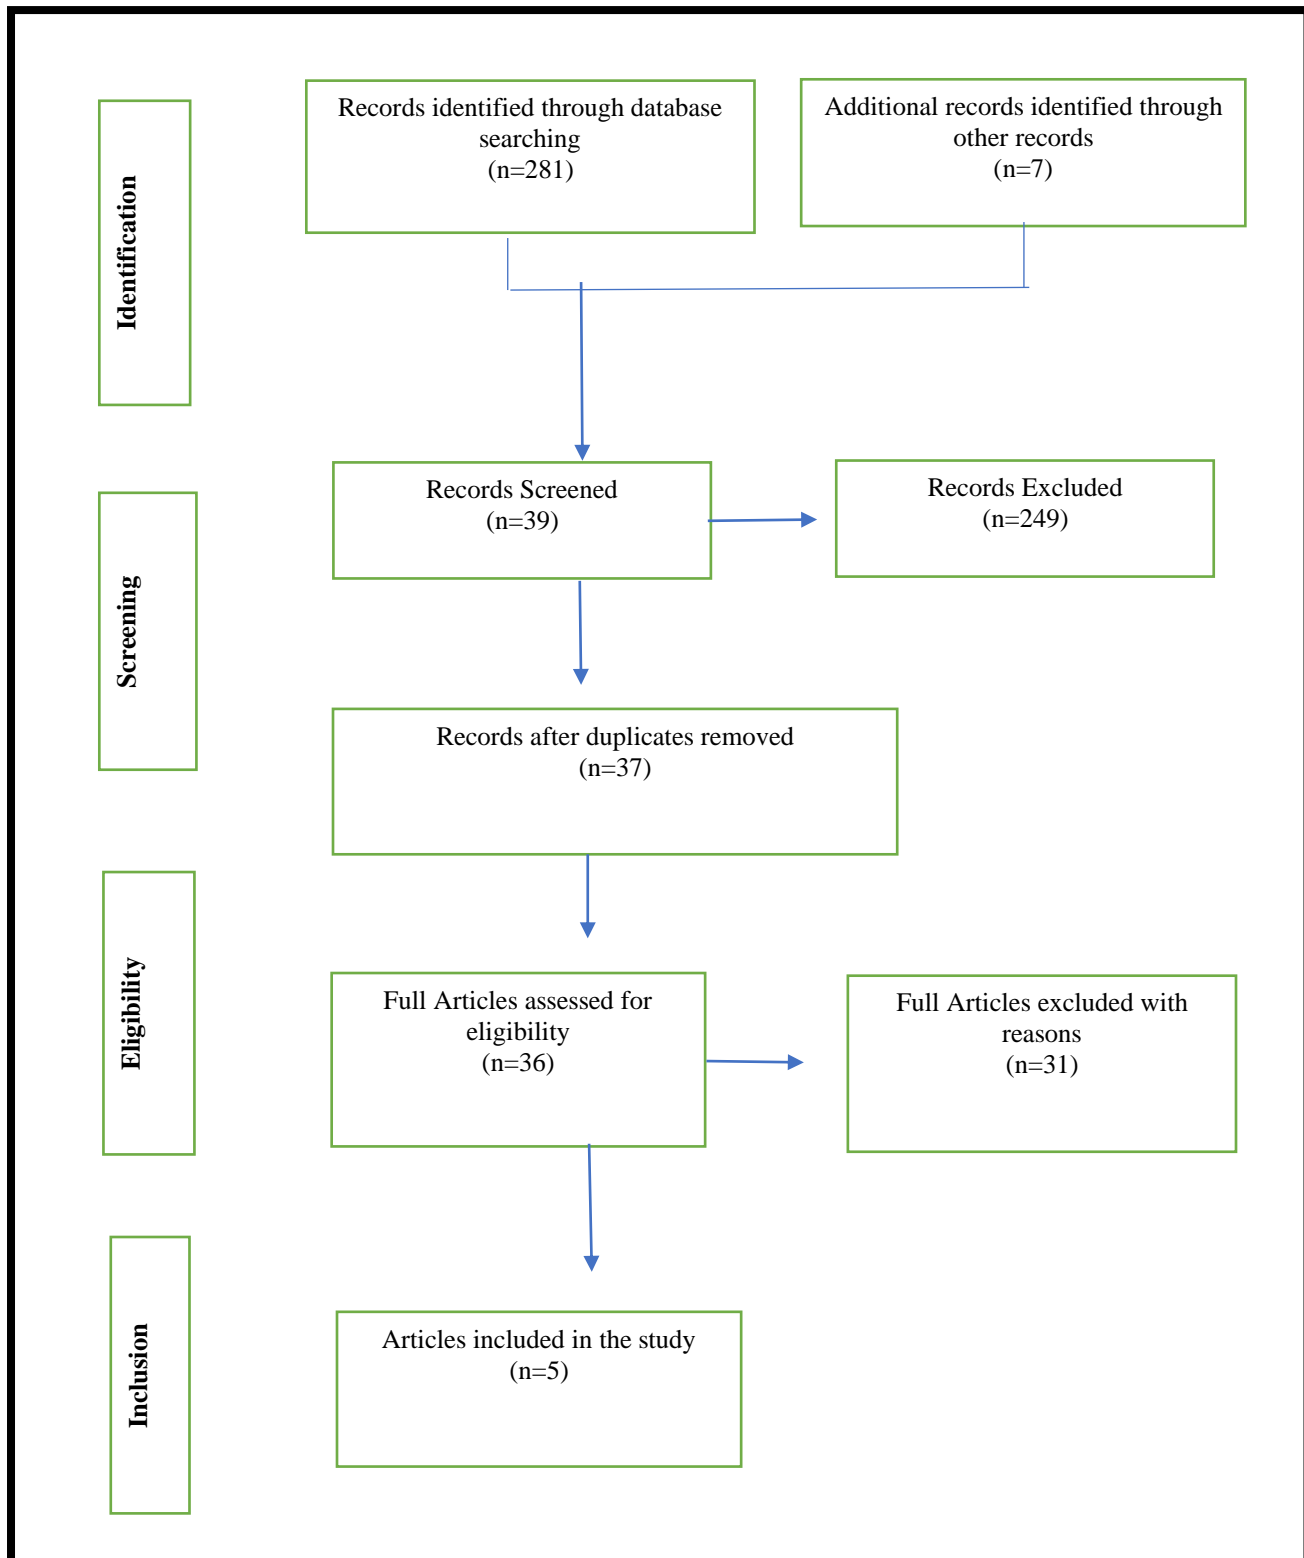 Identification
Records identified through database
searching
(n=281)
Additional records identified through
other records
(n=7)
Screening
Records Screened
(n=39)
Records Excluded
(n=249)
Records after duplicates removed
(n=37)
Eligibility
Full Articles assessed for
eligibility
(n=36)
Full Articles excluded with
reasons
(n=31)
Inclusion
Articles included in the study
(n=5)